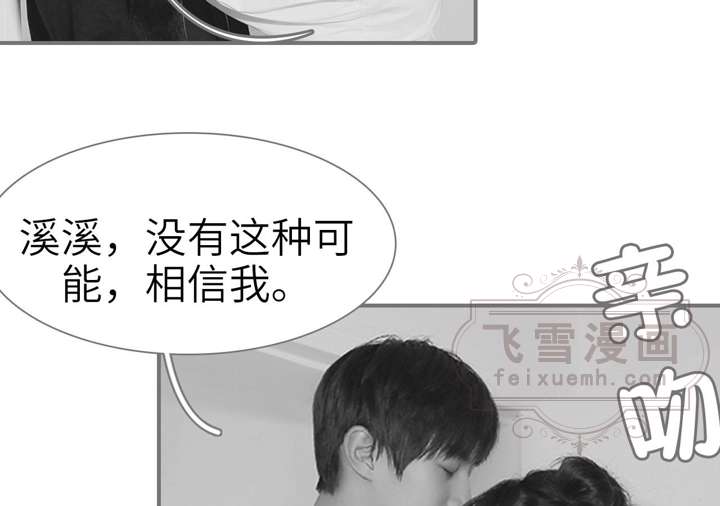 溪溪，没有这种可
能，相信我。
亲
吻
飞雪漫画
feixuemh.com